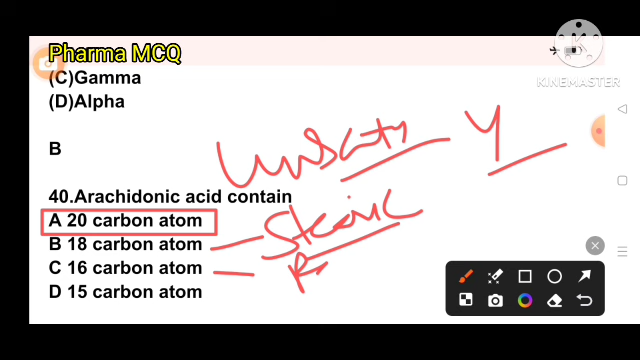 Pharma MCQ
KINEMASTER
(C)Gamma
(D)Alpha
B
40.Arachidonic acid contain
A 20 carbon atom
B 18 carbon atom
C 16 carbon atom
D 15 carbon atom